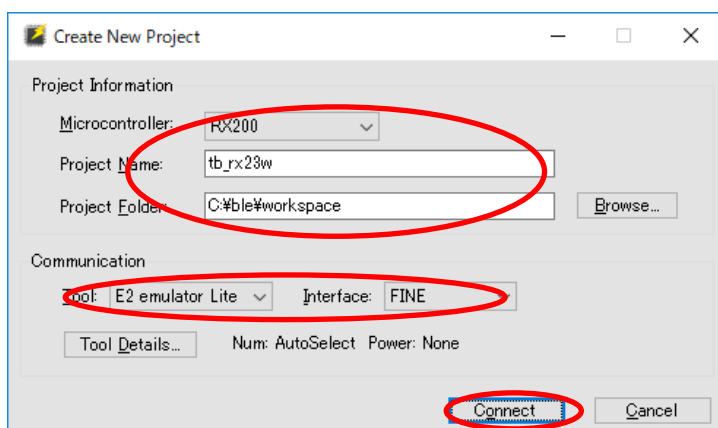 Create New Project
Project Information
Microcontroller: RX200
Project Name: tb_rx23w
Project Folder: C:¥ble¥workspace Browse...
Communication
Tool: E2 emulator Lite Interface: FINE
Tool Details... Num: AutoSelect Power: None
Connect Cancel